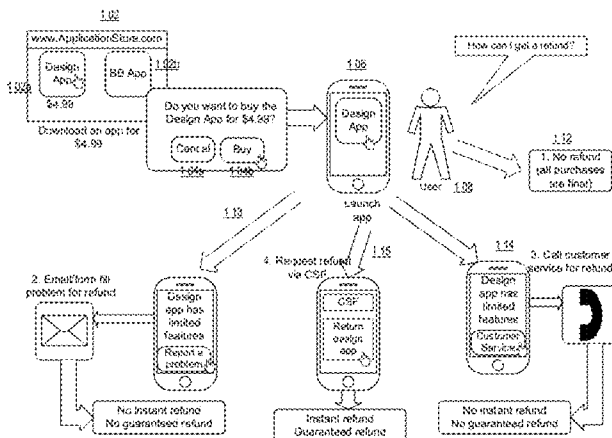 1.02
www.ApplicationStore.com
1.02a
Design
App
$4.99
BB App
1.02b
Download an app for
$4.99
Do you want to buy the
Design App for $4.99?
Cancel
Buy
1.04a
1.04b
1.06
Design
App
Launch
app
User
1.08
How can I get a refund?
1.12
1. No refund
(all purchases
are final)
1.13
2. Email/form fill
problem for refund
Design
app has
limited
features
Report a
problem
No instant refund
No guaranteed refund
4. Request refund
via CSF
1.15
CSF
Return
design
app
Instant refund
Guaranteed refund
1.14
3. Call customer
service for refund
Design
app has
limited
features
Customer
Service
No instant refund
No guaranteed refund